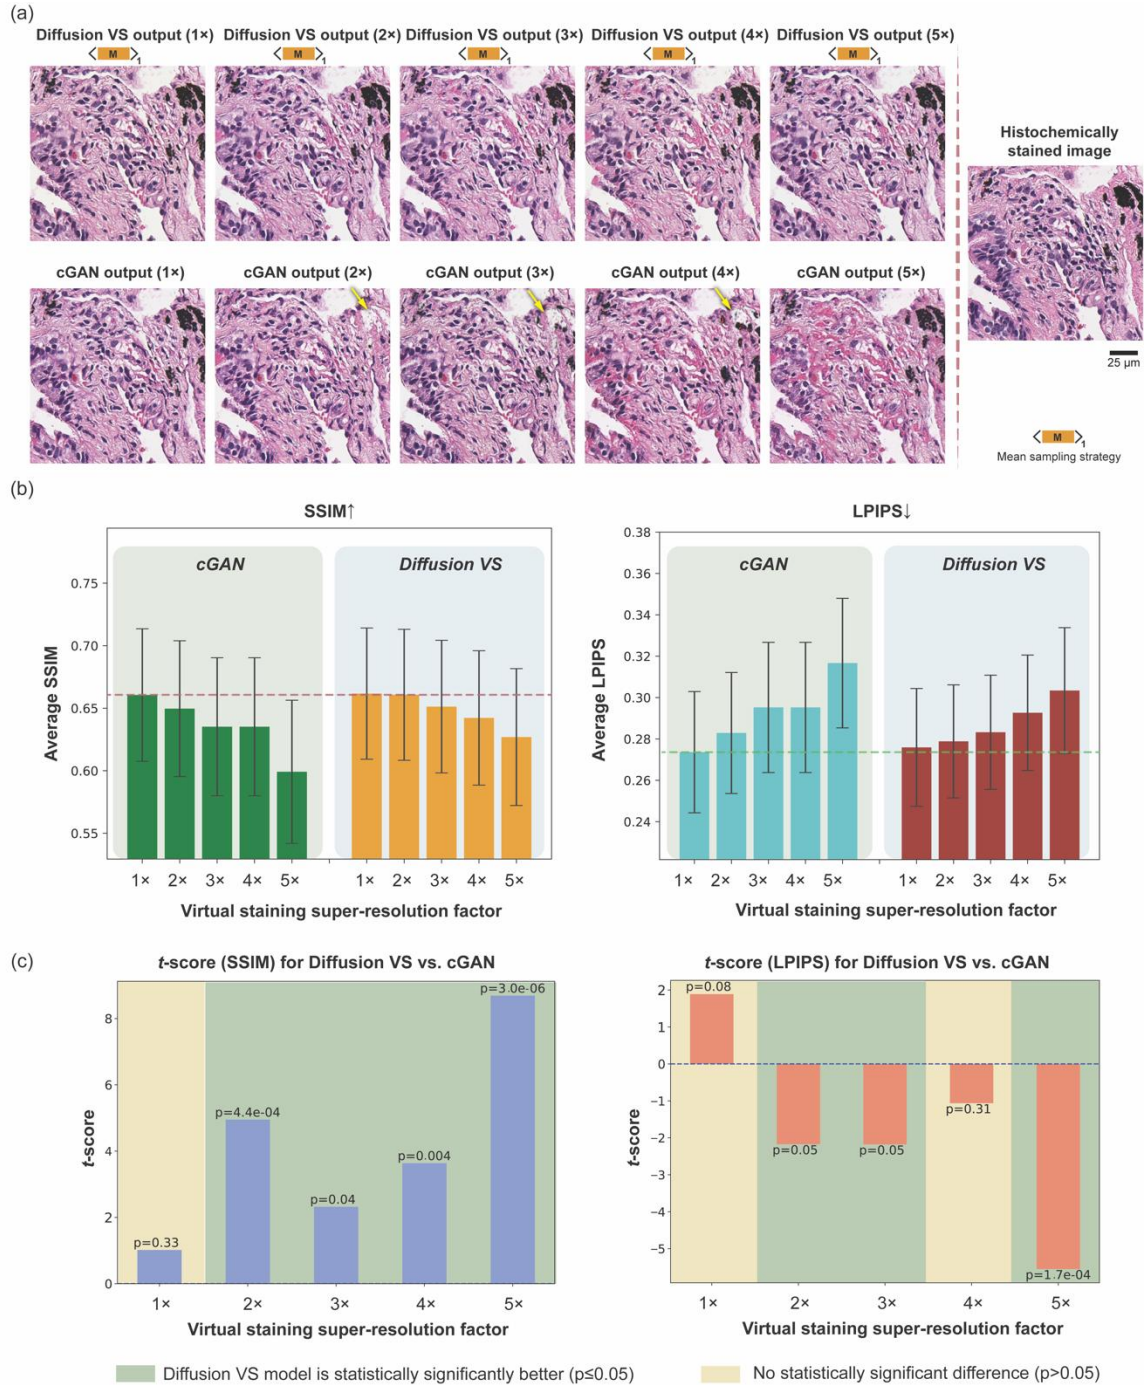 (a)
Diffusion VS output (1×) Diffusion VS output (2×) Diffusion VS output (3×) Diffusion VS output (4×) Diffusion VS output (5×)
M 1 M 1 M 1 M 1 M 1
Histochemically
stained image
cGAN output (1×) cGAN output (2×) cGAN output (3×) cGAN output (4×) cGAN output (5×)
25 µm
M 1
Mean sampling strategy
(b)
SSIM↑
cGAN Diffusion VS
Average SSIM
0.75
0.70
0.65
0.60
0.55
1× 2× 3× 4× 5× 1× 2× 3× 4× 5×
Virtual staining super-resolution factor
LPIPS↓
cGAN Diffusion VS
Average LPIPS
0.38
0.36
0.34
0.32
0.30
0.28
0.26
0.24
1× 2× 3× 4× 5× 1× 2× 3× 4× 5×
Virtual staining super-resolution factor
(c)
t-score (SSIM) for Diffusion VS vs. cGAN
t-score
8
6
4
2
0
p=0.33
p=4.4e-04
p=0.04
p=0.004
p=3.0e-06
1× 2× 3× 4× 5×
Virtual staining super-resolution factor
t-score (LPIPS) for Diffusion VS vs. cGAN
t-score
2
1
0
−1
−2
−3
−4
−5
p=0.08
p=0.05
p=0.05
p=0.31
p=1.7e-04
1× 2× 3× 4× 5×
Virtual staining super-resolution factor
Diffusion VS model is statistically significantly better (p≤0.05)
No statistically significant difference (p>0.05)